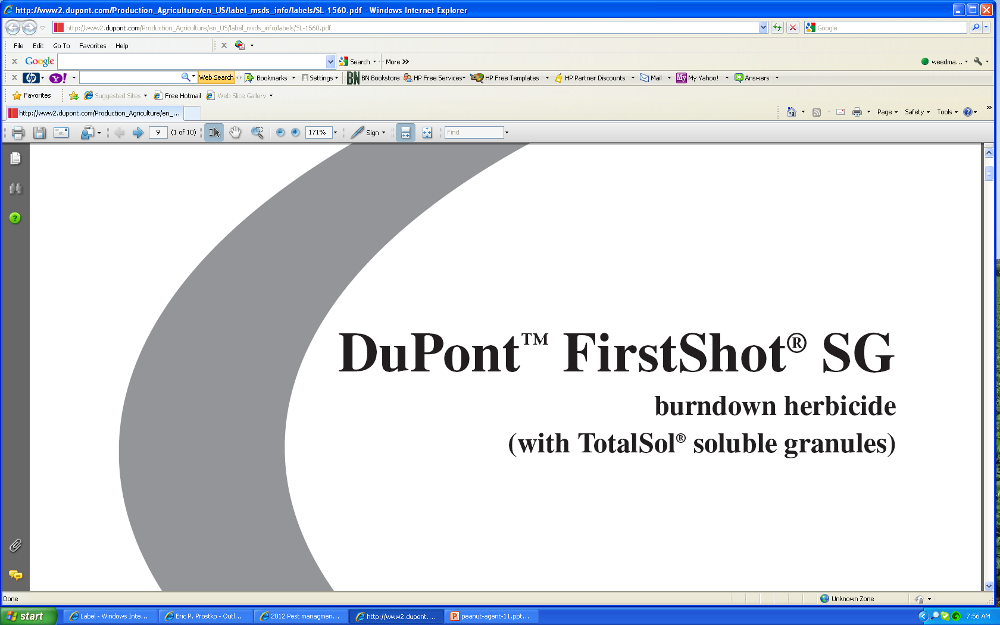 http://www2.dupont.com/Production_Agriculture/en_US/label_msds_info/labels/SL-1560.pdf - Windows Internet Explorer
http://www2.dupont.com/Production_Agriculture/en_US/label_msds_info/labels/SL-1560.pdf
Google
File Edit Go To Favorites Help
X
X Google Search More »
weedma...
X hp Y! Web Search Bookmarks Settings BN BN Bookstore HP Free Services HP Free Templates HP Partner Discounts Mail My My Yahoo! Answers
Favorites Suggested Sites Free Hotmail Web Slice Gallery
http://www2.dupont.com/Production_Agriculture/en_...
Page Safety Tools »
9 (1 of 10) 171% Sign Find
DuPont™ FirstShot® SG
burndown herbicide
(with TotalSol® soluble granules)
Done
Unknown Zone
start Label - Windows Inte... Eric P. Prostko - Outl... 2012 Pest managmen... http://www2.dupont.... peanut-agent-11.ppt... 7:56 AM